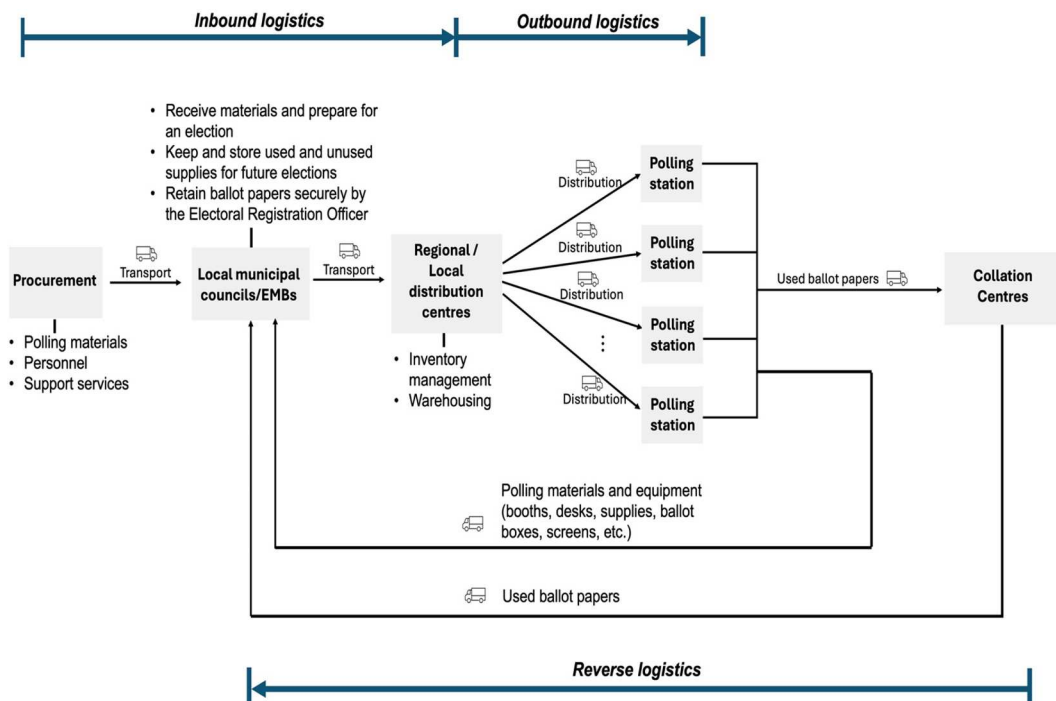 Inbound logistics
Outbound logistics
• Receive materials and prepare for
an election
• Keep and store used and unused
supplies for future elections
• Retain ballot papers securely by
the Electoral Registration Officer
Procurement
Transport
Local municipal
councils/EMBs
Transport
Regional /
Local
distribution
centres
Distribution
Distribution
Distribution
Distribution
Polling
station
Polling
station
Polling
station
⋮
Polling
station
Used ballot papers
Collation
Centres
• Polling materials
• Personnel
• Support services
• Inventory
management
• Warehousing
Polling materials and equipment
(booths, desks, supplies, ballot
boxes, screens, etc.)
Used ballot papers
Reverse logistics